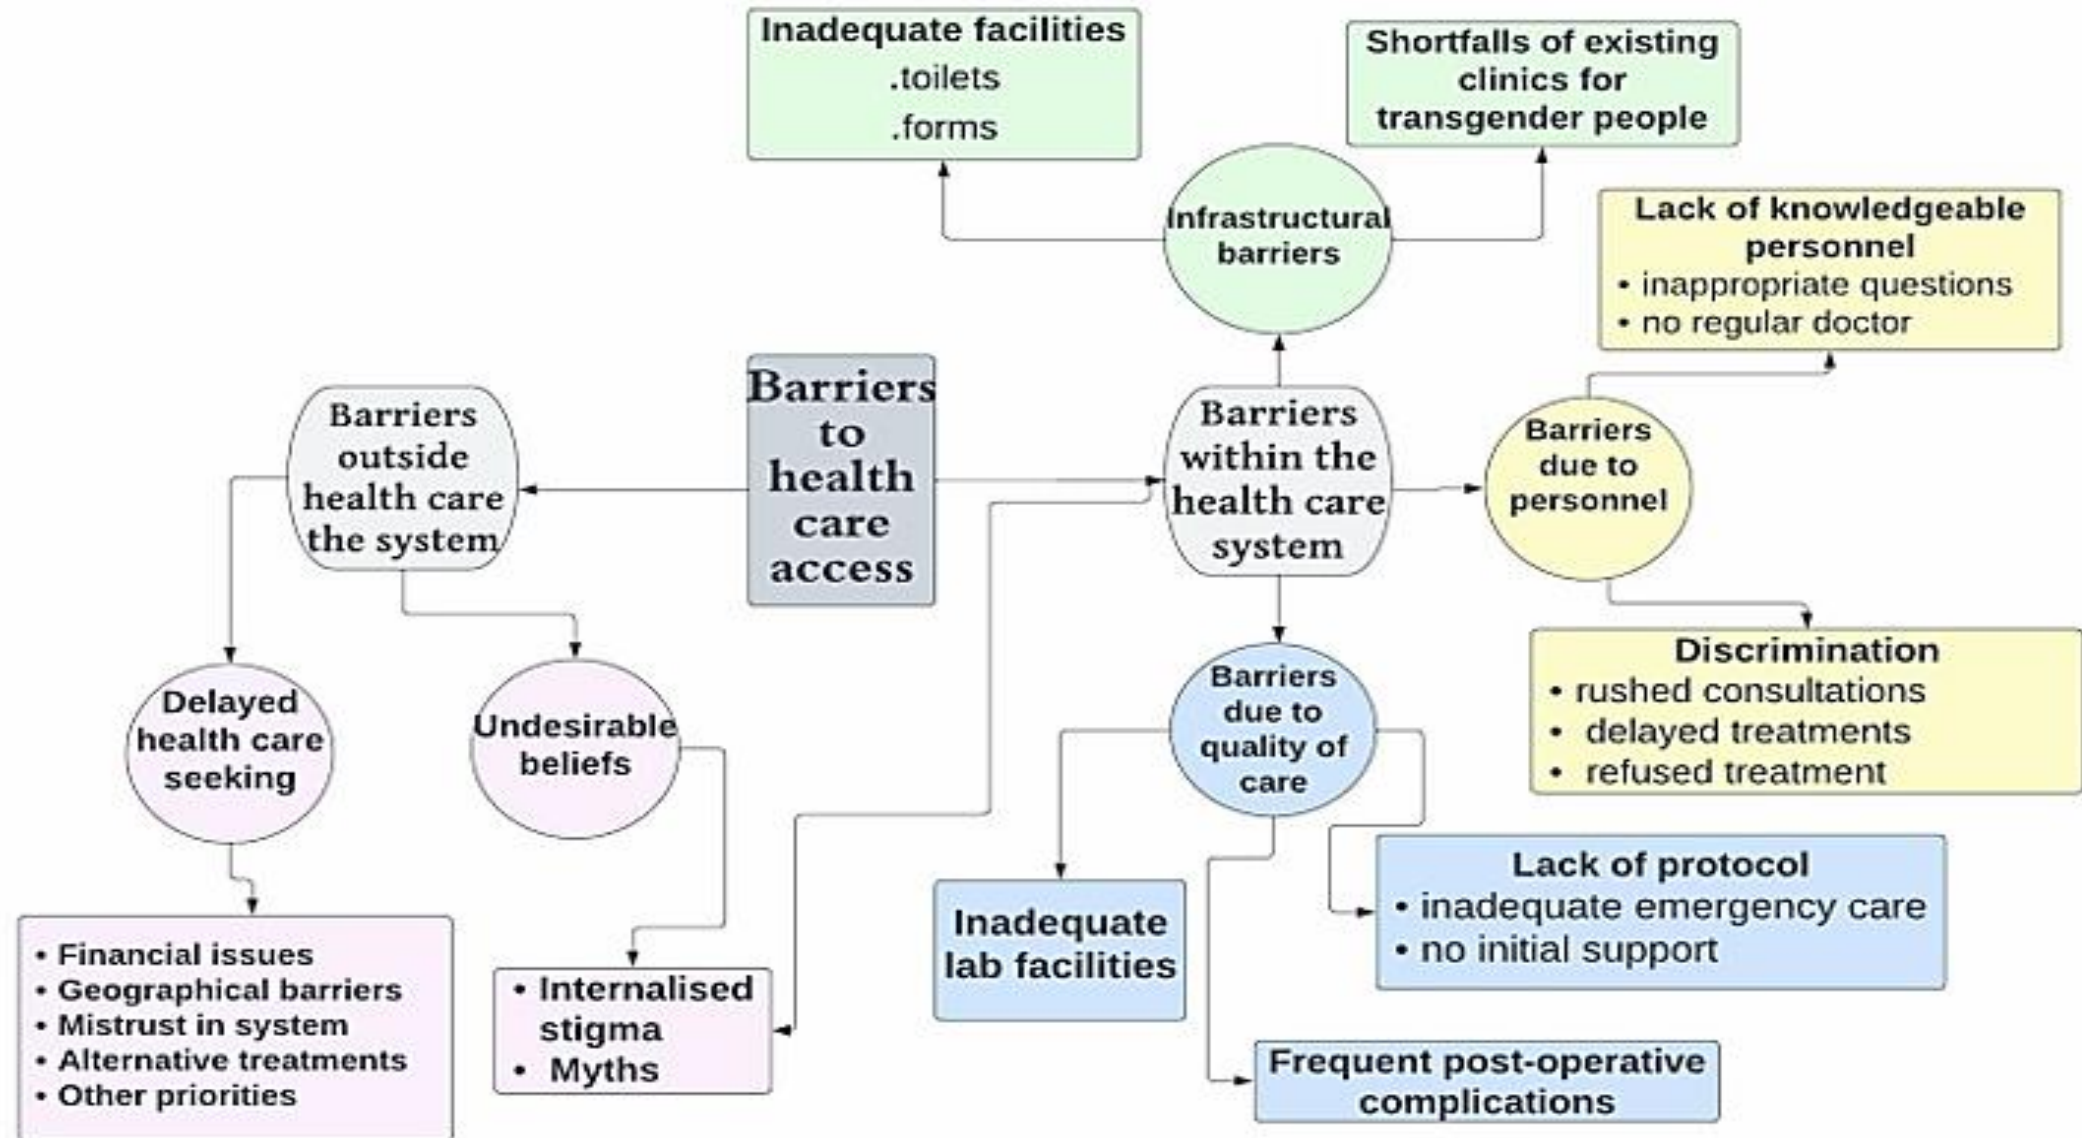 Inadequate facilities
.toilets
.forms
Shortfalls of existing
clinics for
transgender people
Infrastructural
barriers
Lack of knowledgeable
personnel
• inappropriate questions
• no regular doctor
Barriers
outside
health care
the system
Barriers
to
health
care
access
Barriers
within the
health care
system
Barriers
due to
personnel
Discrimination
• rushed consultations
• delayed treatments
• refused treatment
Delayed
health care
seeking
Undesirable
beliefs
Barriers
due to
quality of
care
• Financial issues
• Geographical barriers
• Mistrust in system
• Alternative treatments
• Other priorities
• Internalised
stigma
• Myths
Inadequate
lab facilities
Lack of protocol
• inadequate emergency care
• no initial support
Frequent post-operative
complications